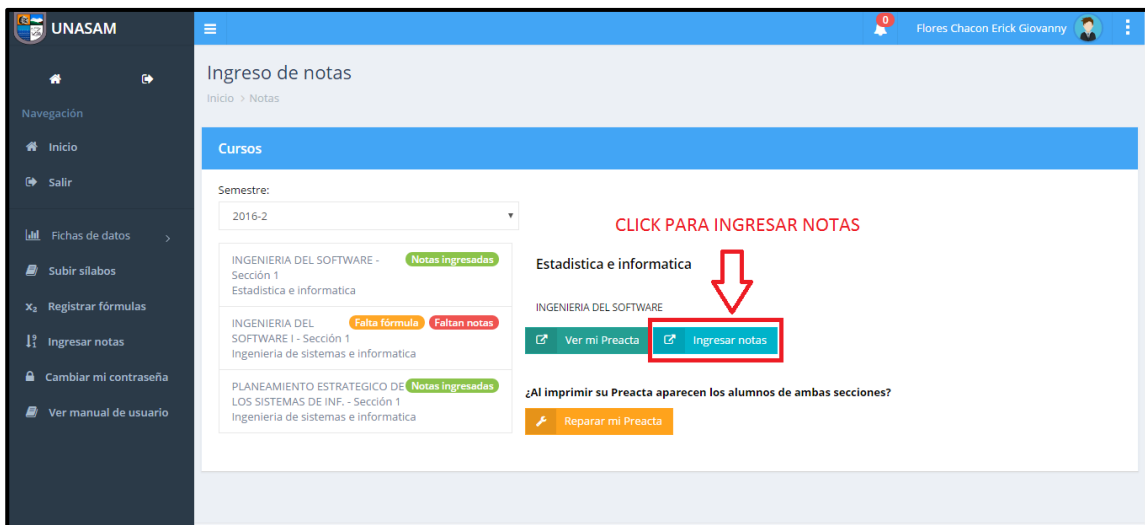 UNASAM
0
Flores Chacon Erick Giovanny
Navegación
Inicio
Salir
Fichas de datos
Subir sílabos
Registrar fórmulas
Ingresar notas
Cambiar mi contraseña
Ver manual de usuario
Ingreso de notas
Inicio > Notas
Cursos
Semestre:
2016-2
INGENIERIA DEL SOFTWARE - Notas ingresadas
Sección 1
Estadistica e informatica
INGENIERIA DEL Falta fórmula Faltan notas
SOFTWARE I - Sección 1
Ingenieria de sistemas e informatica
PLANEAMIENTO ESTRATEGICO DE Notas ingresadas
LOS SISTEMAS DE INF. - Sección 1
Ingenieria de sistemas e informatica
CLICK PARA INGRESAR NOTAS
Estadistica e informatica
INGENIERIA DEL SOFTWARE
Ver mi Preacta Ingresar notas
¿Al imprimir su Preacta aparecen los alumnos de ambas secciones?
Reparar mi Preacta